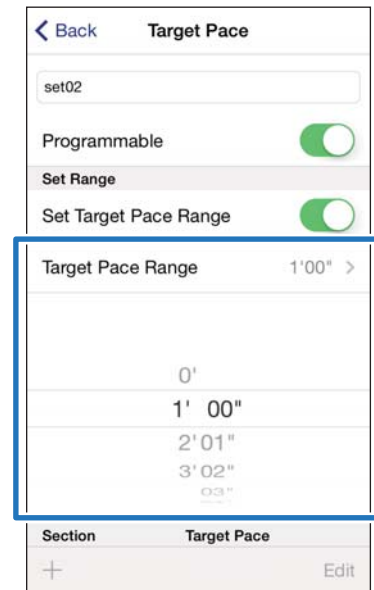 Back Target Pace
set02
Programmable
Set Range
Set Target Pace Range
Target Pace Range 1'00" >
0'
1' 00"
2' 01"
3' 02"
03"
Section Target Pace
+ Edit